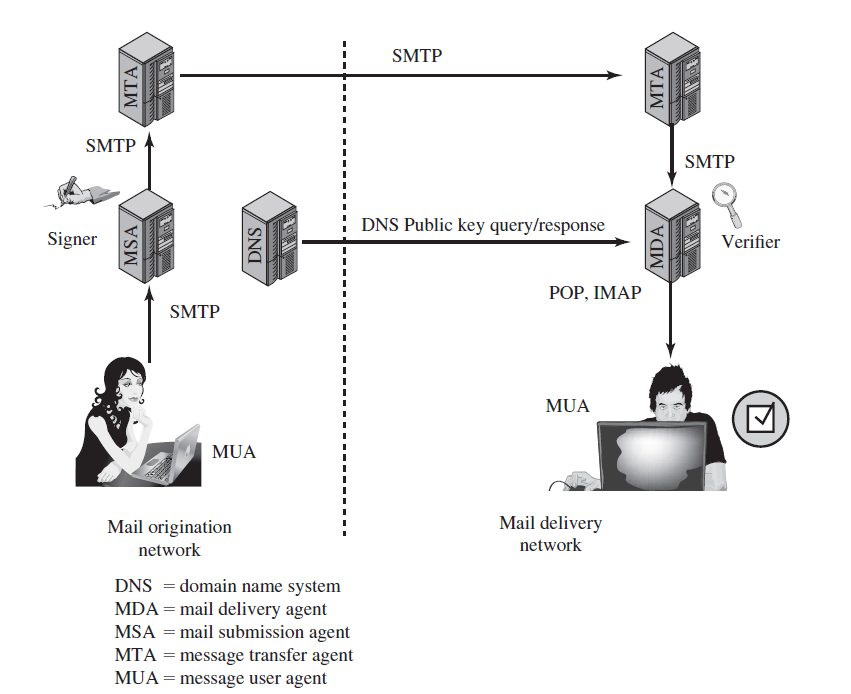 SMTP
MTA
MTA
SMTP
SMTP
Signer
MSA
DNS
DNS Public key query/response
MDA
Verifier
SMTP
POP, IMAP
MUA
MUA
Mail origination
network
Mail delivery
network
DNS = domain name system
MDA = mail delivery agent
MSA = mail submission agent
MTA = message transfer agent
MUA = message user agent